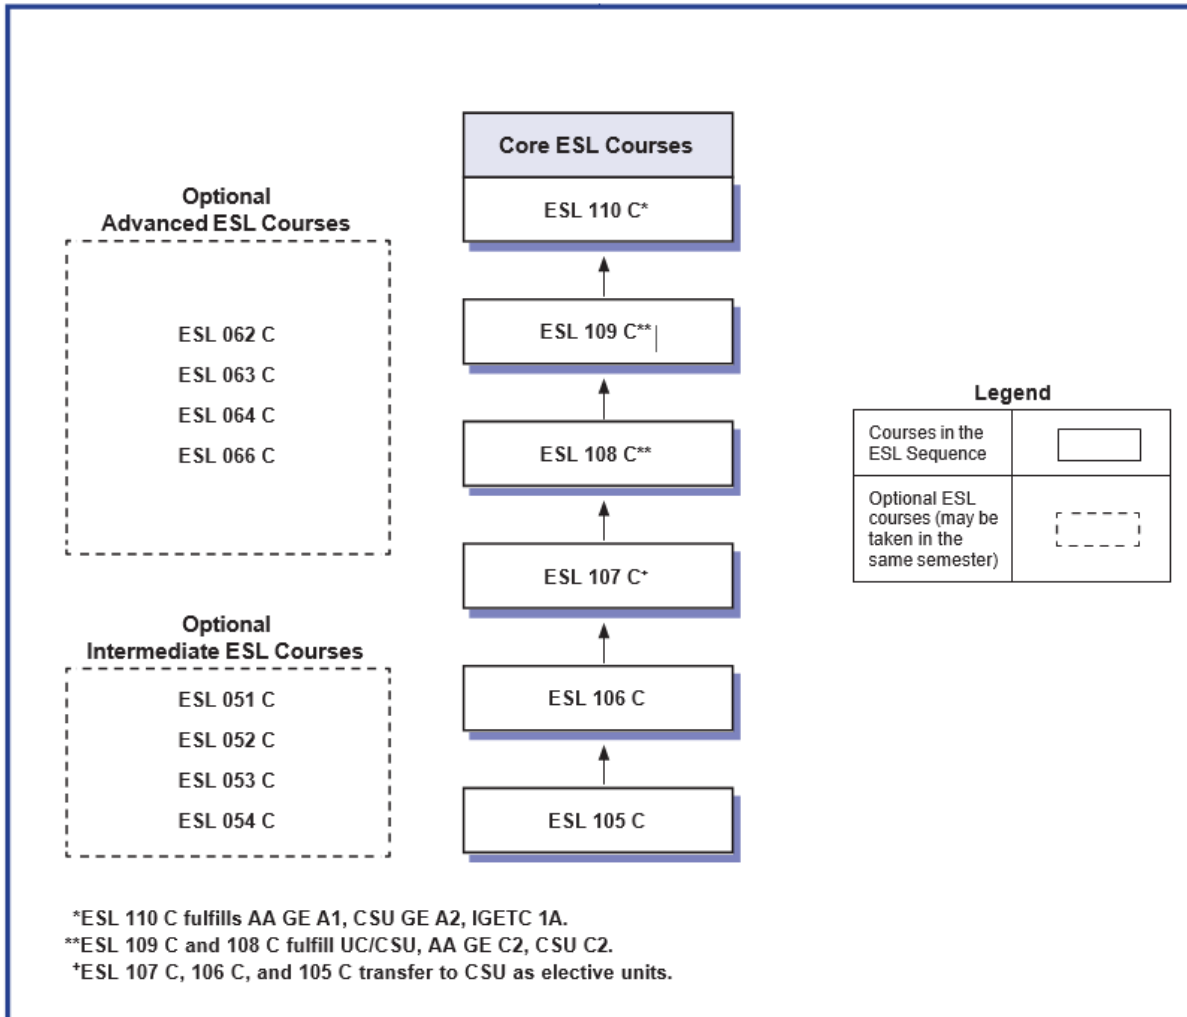 Core ESL Courses
ESL 110 C*
ESL 109 C**
ESL 108 C**
ESL 107 C⁺
ESL 106 C
ESL 105 C
Optional
Advanced ESL Courses
ESL 062 C
ESL 063 C
ESL 064 C
ESL 066 C
Optional
Intermediate ESL Courses
ESL 051 C
ESL 052 C
ESL 053 C
ESL 054 C
Legend
Courses in the
ESL Sequence
Optional ESL
courses (may be
taken in the
same semester)
*ESL 110 C fulfills AA GE A1, CSU GE A2, IGETC 1A.
**ESL 109 C and 108 C fulfill UC/CSU, AA GE C2, CSU C2.
⁺ESL 107 C, 106 C, and 105 C transfer to CSU as elective units.